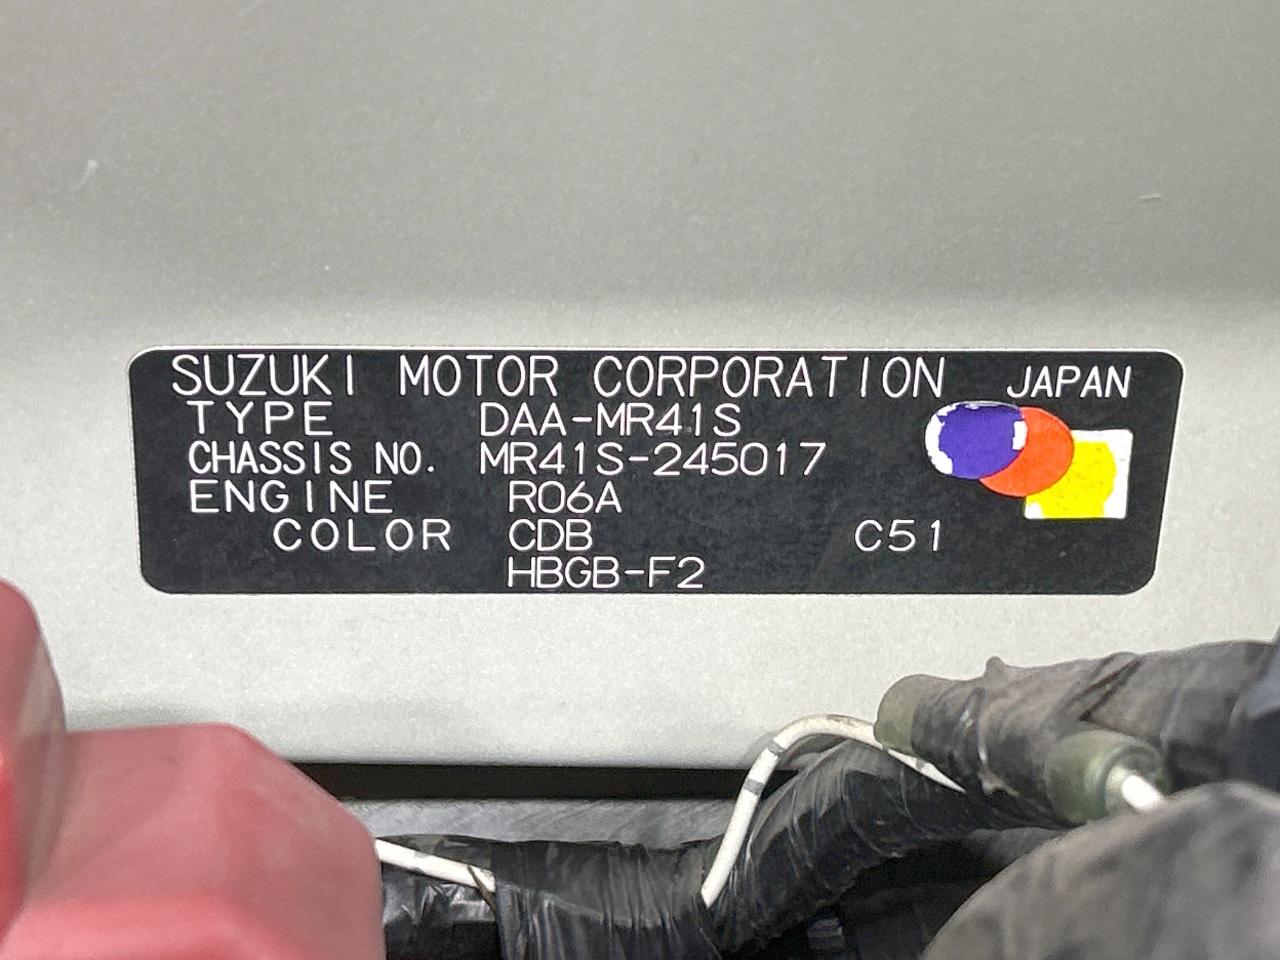 SUZUKI MOTOR CORPORATION JAPAN
TYPE DAA-MR41S
CHASSIS NO. MR41S-245017
ENGINE R06A
COLOR CDB C51
HBGB-F2